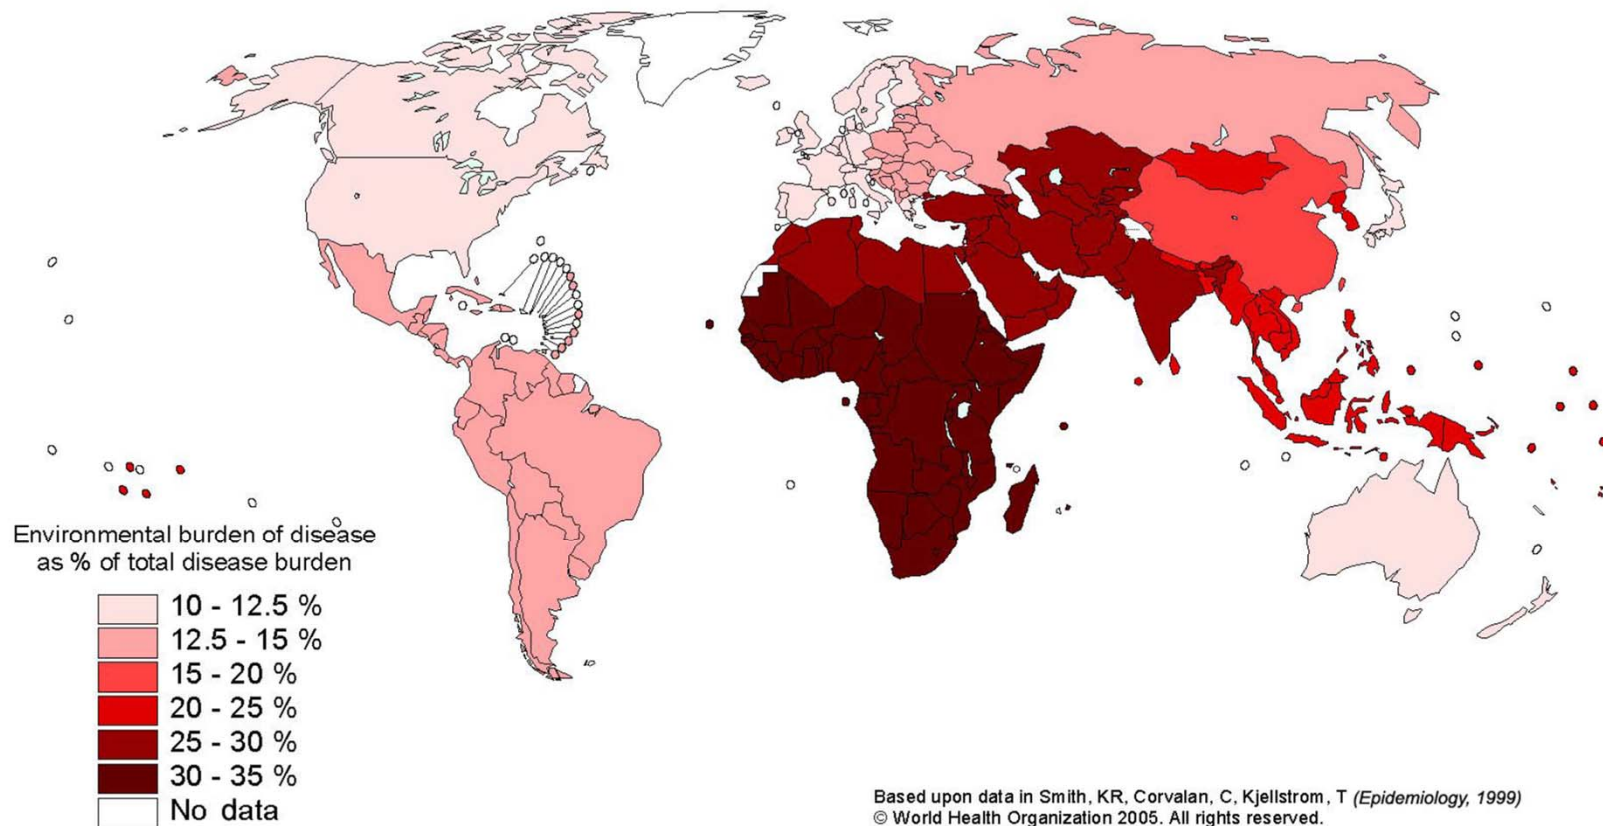 Environmental burden of disease
as % of total disease burden
10 - 12.5 %
12.5 - 15 %
15 - 20 %
20 - 25 %
25 - 30 %
30 - 35 %
No data
Based upon data in Smith, KR, Corvalan, C, Kjellstrom, T (Epidemiology, 1999)
© World Health Organization 2005. All rights reserved.